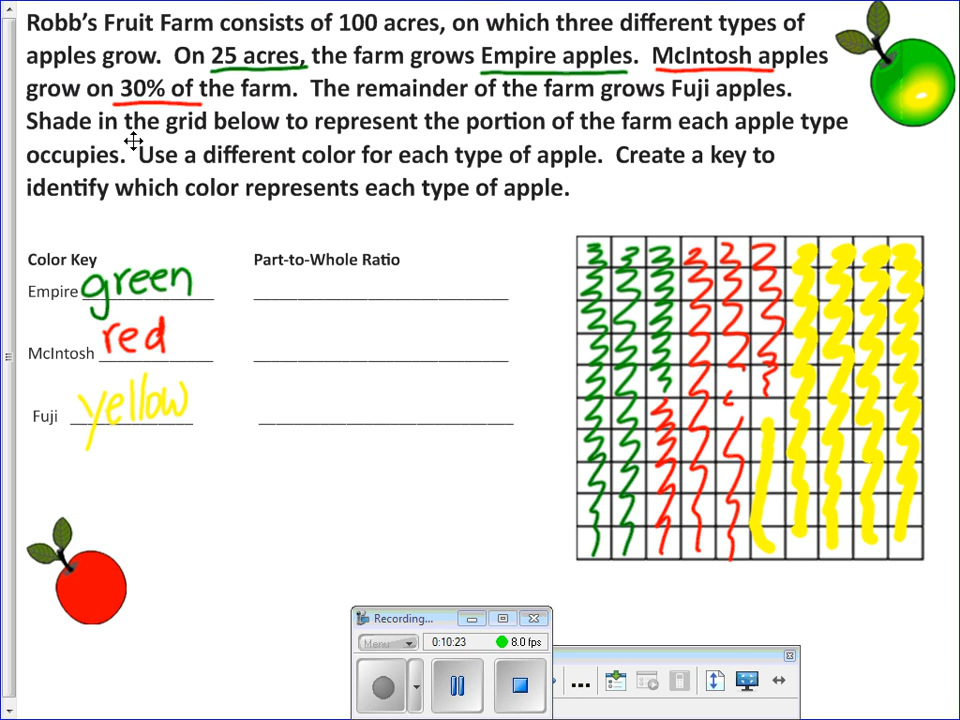 Robb's Fruit Farm consists of 100 acres, on which three different types of
apples grow. On 25 acres, the farm grows Empire apples. McIntosh apples
grow on 30% of the farm. The remainder of the farm grows Fuji apples.
Shade in the grid below to represent the portion of the farm each apple type
occupies. Use a different color for each type of apple. Create a key to
identify which color represents each type of apple.
Color Key Part-to-Whole Ratio
Empire green
McIntosh red
Fuji yellow
Recording...
Menu 0:10:23 8.0 fps